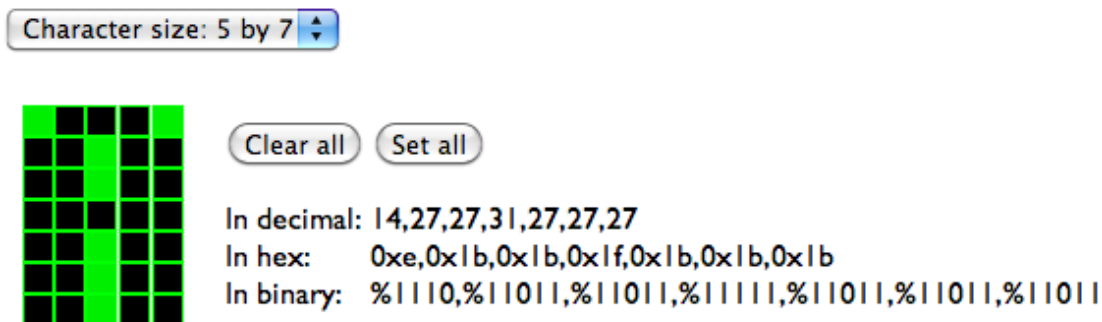 Character size: 5 by 7
Clear all Set all
In decimal: 14,27,27,31,27,27,27
In hex: 0xe,0x1b,0x1b,0x1f,0x1b,0x1b,0x1b
In binary: %1110,%11011,%11011,%11111,%11011,%11011,%11011